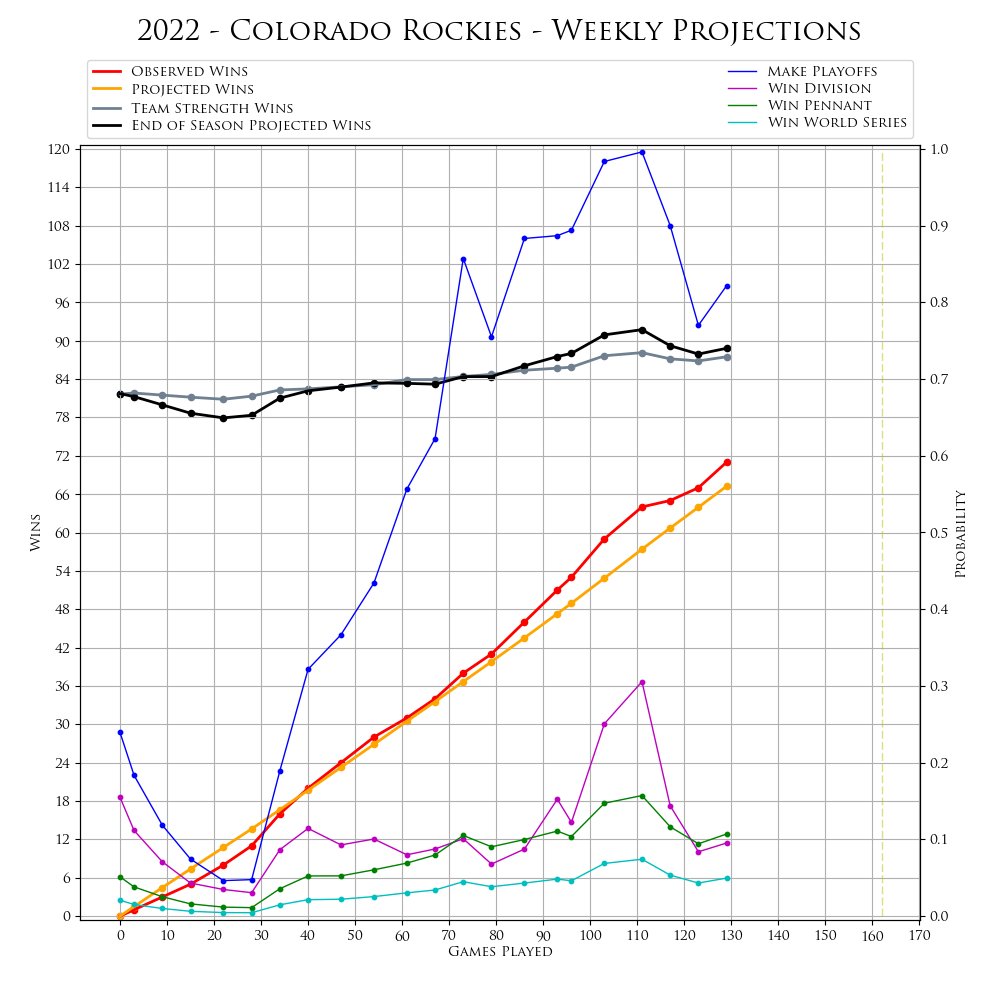 2022 - Colorado Rockies - Weekly Projections
Observed Wins
Projected Wins
Team Strength Wins
End of Season Projected Wins
Make Playoffs
Win Division
Win Pennant
Win World Series
120
114
108
102
96
90
84
78
72
66
60
54
48
42
36
30
24
18
12
6
0
Wins
1.0
0.9
0.8
0.7
0.6
0.5
0.4
0.3
0.2
0.1
0.0
Probability
0 10 20 30 40 50 60 70 80 90 100 110 120 130 140 150 160 170
Games Played